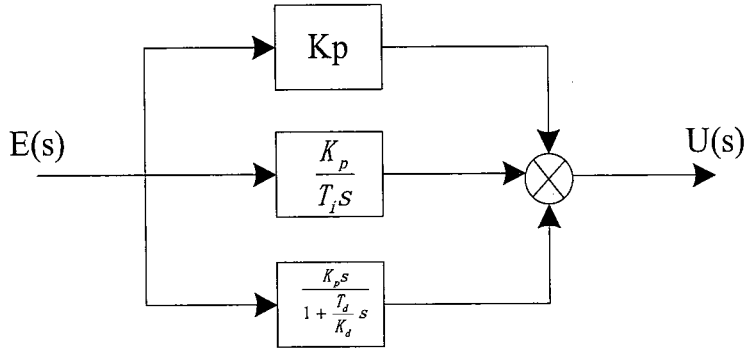 Kp
E(s)
K_p
T_i s
U(s)
K_p s
1 + T_d/K_d s